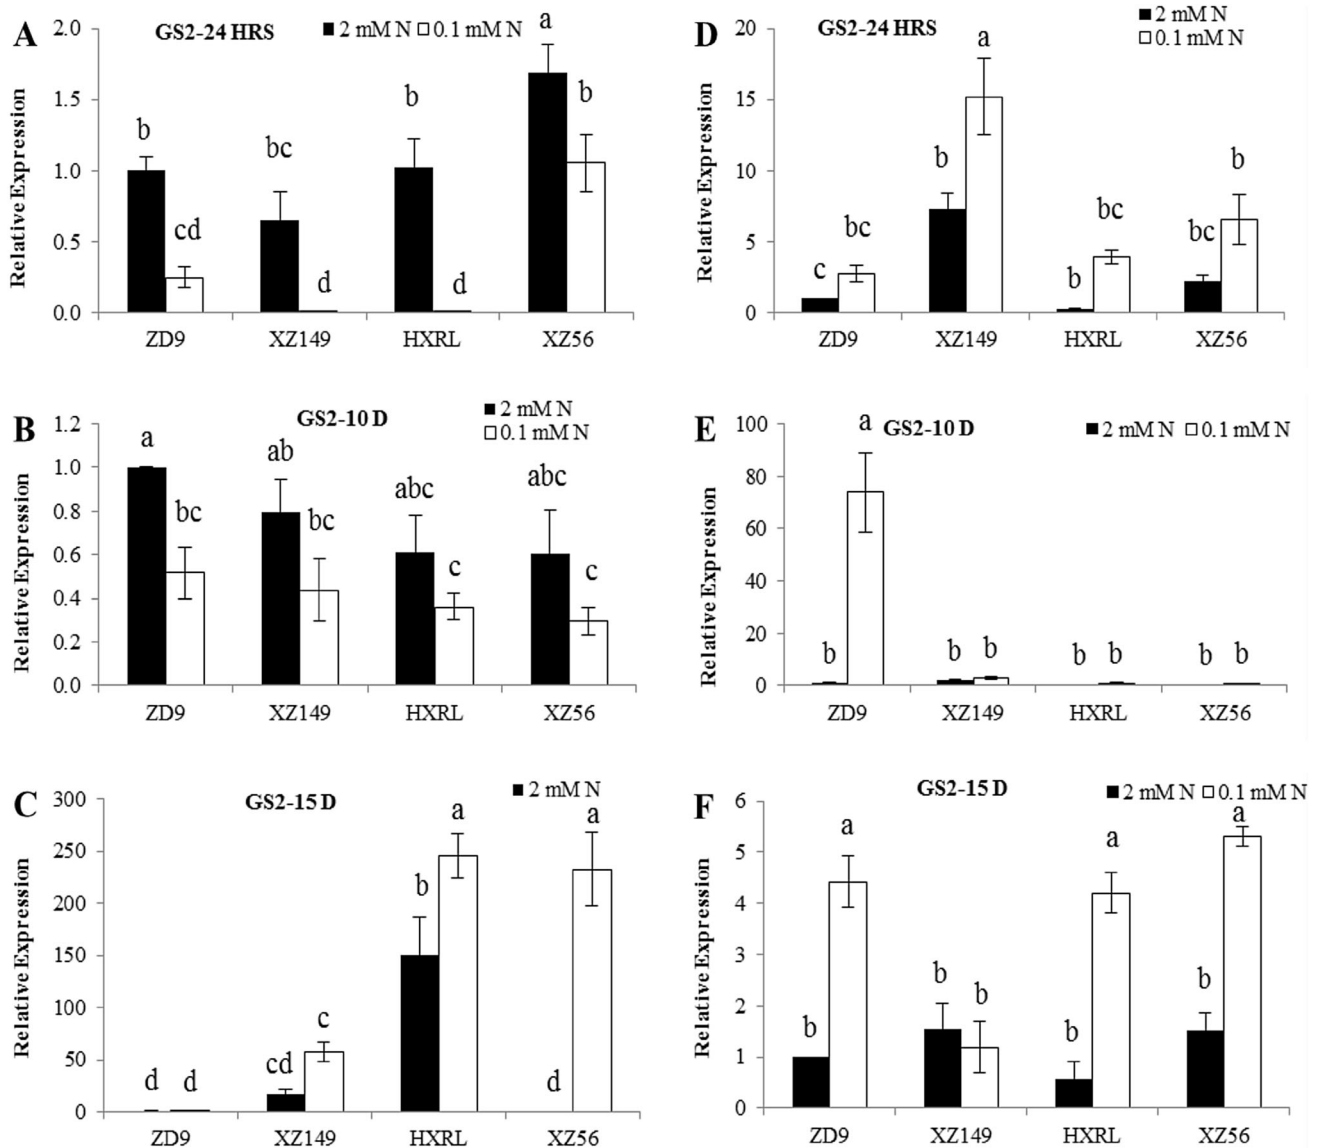 A
GS2-24 HRS
2 mM N 0.1 mM N
Relative Expression
2.0
1.5
1.0
0.5
0.0
b
cd
bc
d
b
d
a
b
ZD9 XZ149 HXRL XZ56
D
GS2-24 HRS
2 mM N
0.1 mM N
Relative Expression
20
15
10
5
0
c
bc
b
a
b
bc
bc
b
ZD9 XZ149 HXRL XZ56
B
GS2-10 D
2 mM N
0.1 mM N
Relative Expression
1.2
1.0
0.8
0.6
0.4
0.2
0.0
a
bc
ab
bc
abc
c
abc
c
ZD9 XZ149 HXRL XZ56
E
GS2-10 D
2 mM N 0.1 mM N
Relative Expression
100
80
60
40
20
0
b
a
b
b
b
b
b
b
ZD9 XZ149 HXRL XZ56
C
GS2-15 D
2 mM N
Relative Expression
300
250
200
150
100
50
0
d
d
cd
c
b
a
d
a
ZD9 XZ149 HXRL XZ56
F
GS2-15 D
2 mM N 0.1 mM N
Relative Expression
6
5
4
3
2
1
0
b
a
b
b
b
a
b
a
ZD9 XZ149 HXRL XZ56